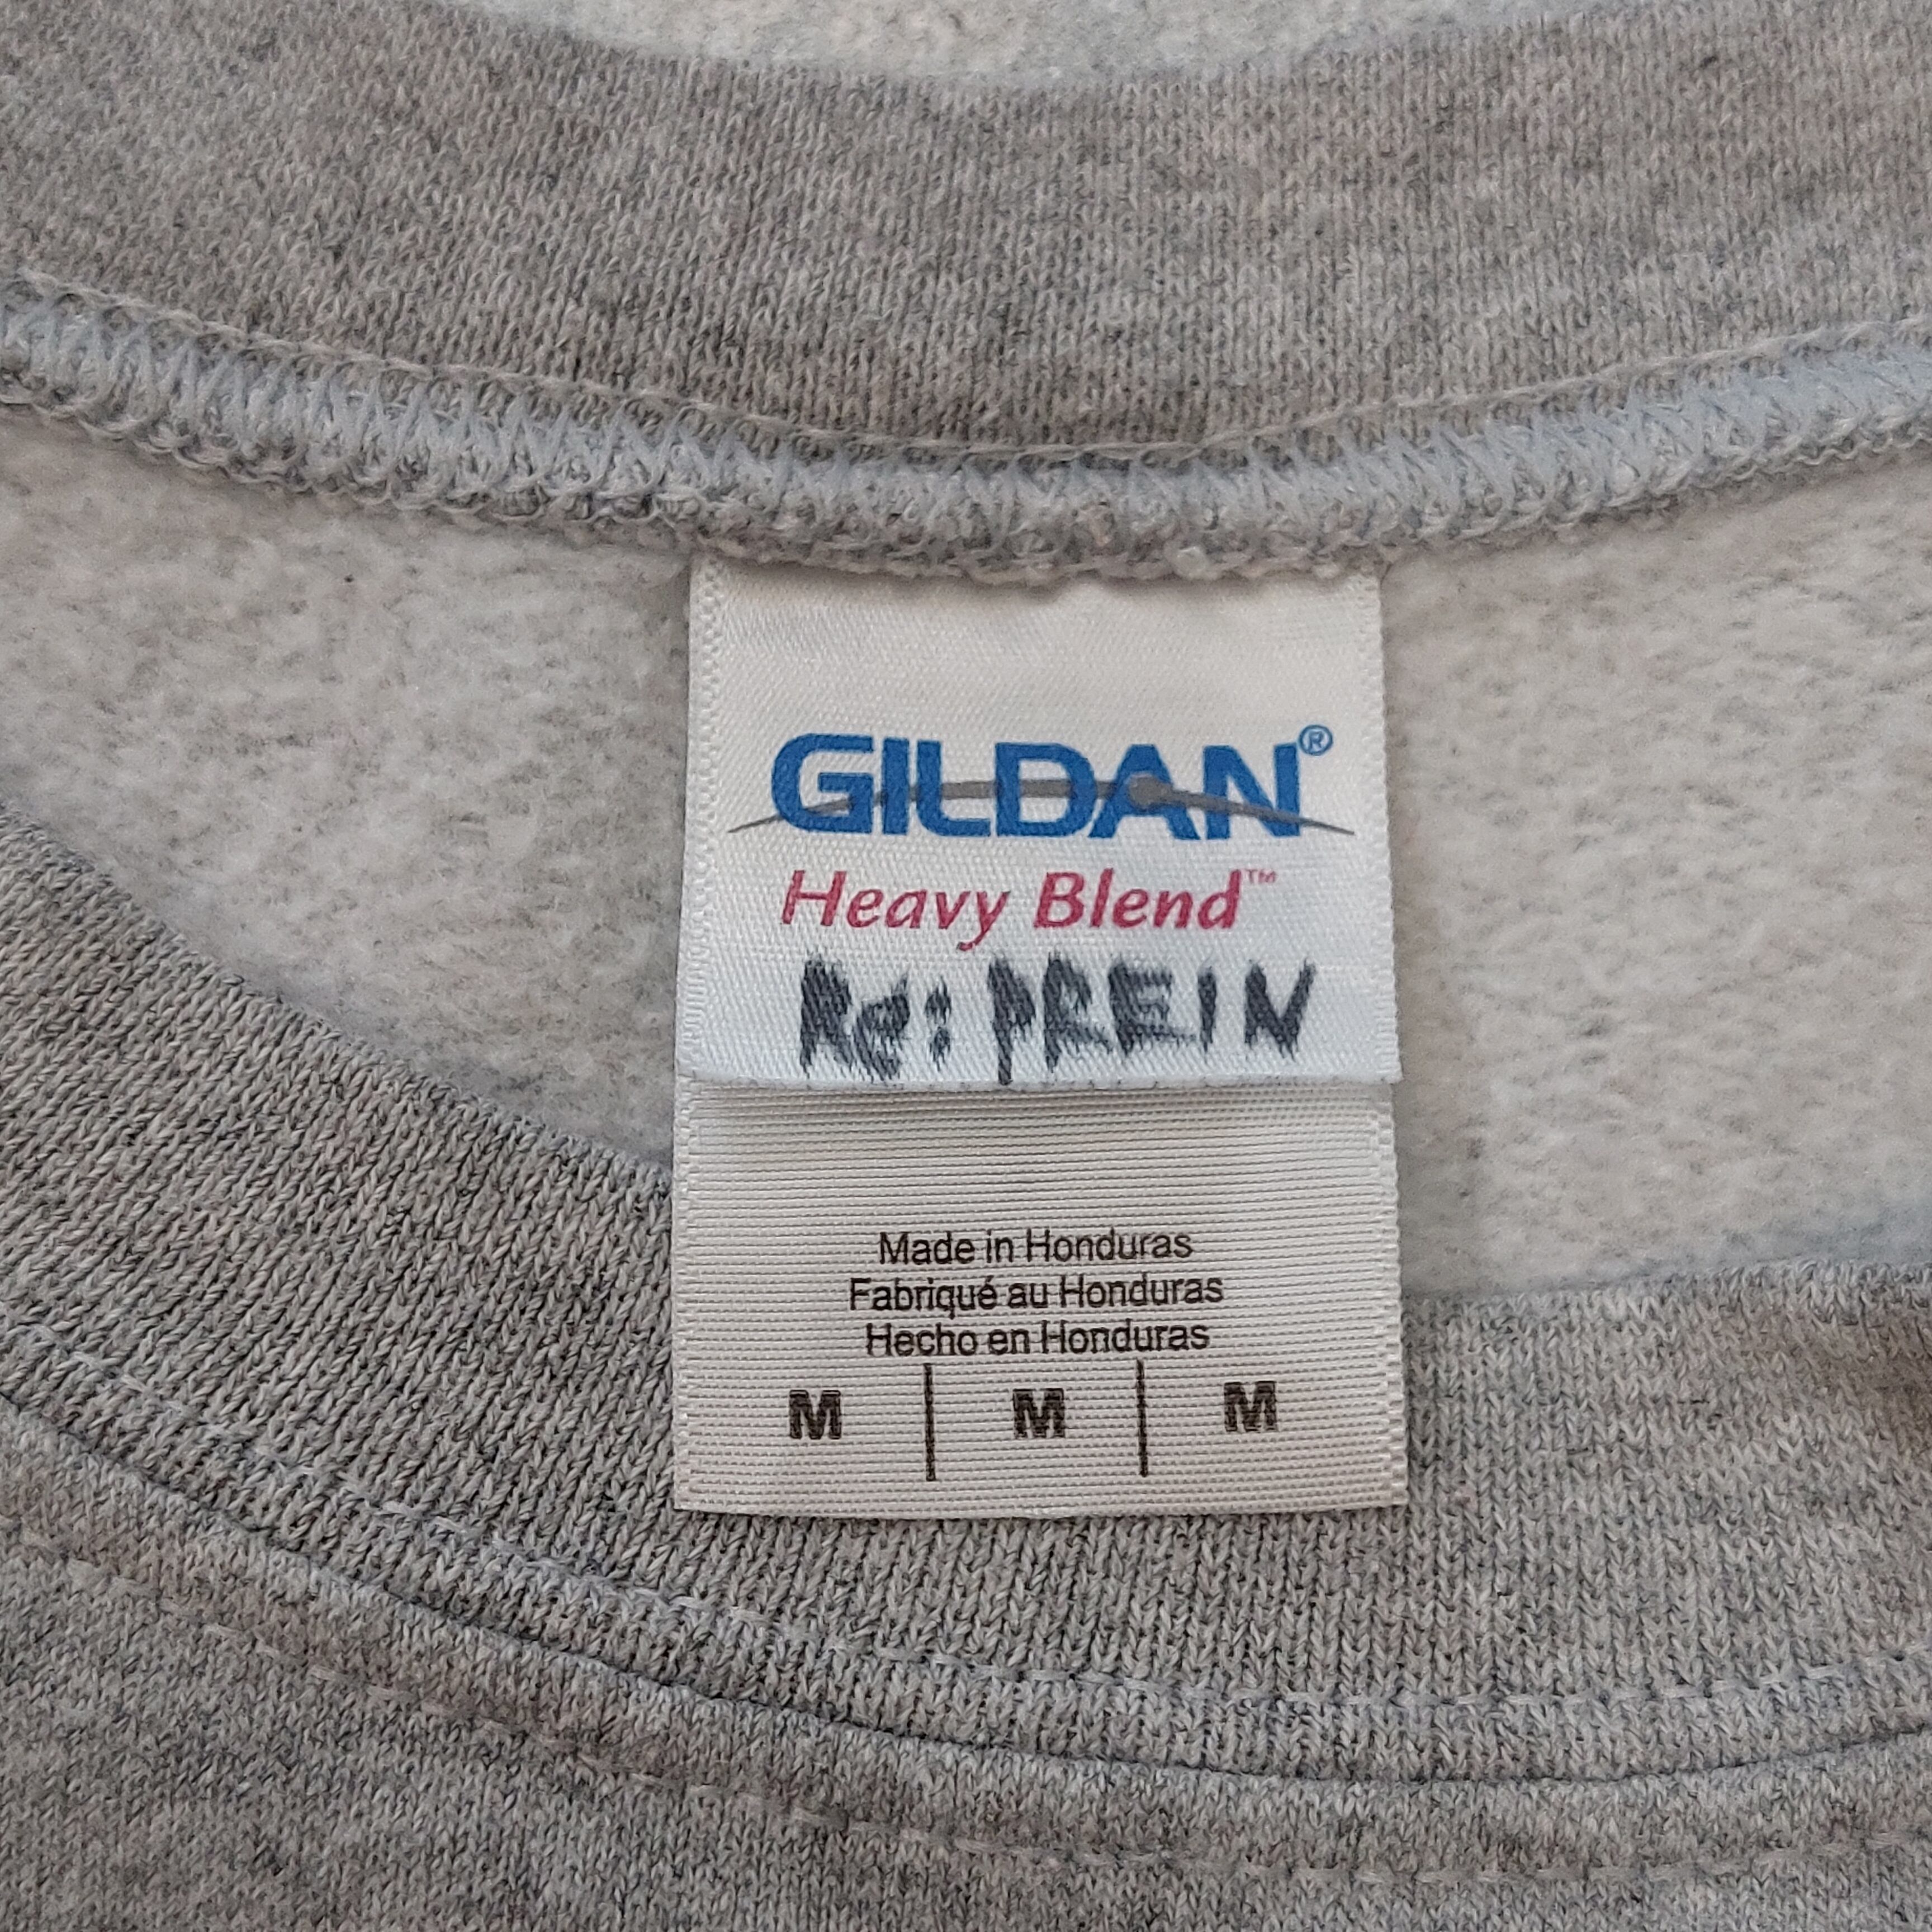 GILDAN®
Heavy Blend™
Re: PREIN
Made in Honduras
Fabriqué au Honduras
Hecho en Honduras
M | M | M